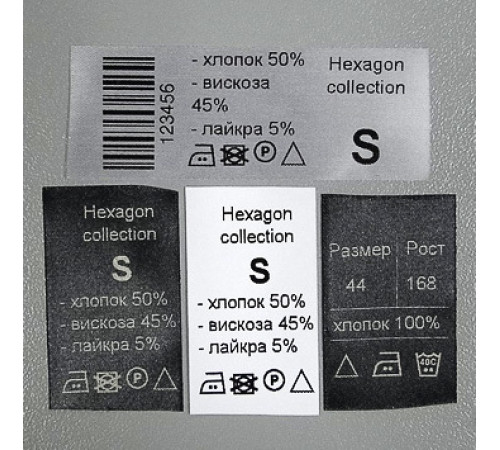 123456
- хлопок 50%
- вискоза
45%
- лайкра 5%
P
Hexagon
collection
S
Hexagon
collection
S
- хлопок 50%
- вискоза 45%
- лайкра 5%
P
Hexagon
collection
S
- хлопок 50%
- вискоза 45%
- лайкра 5%
P
Размер Рост
44 168
хлопок 100%
40C